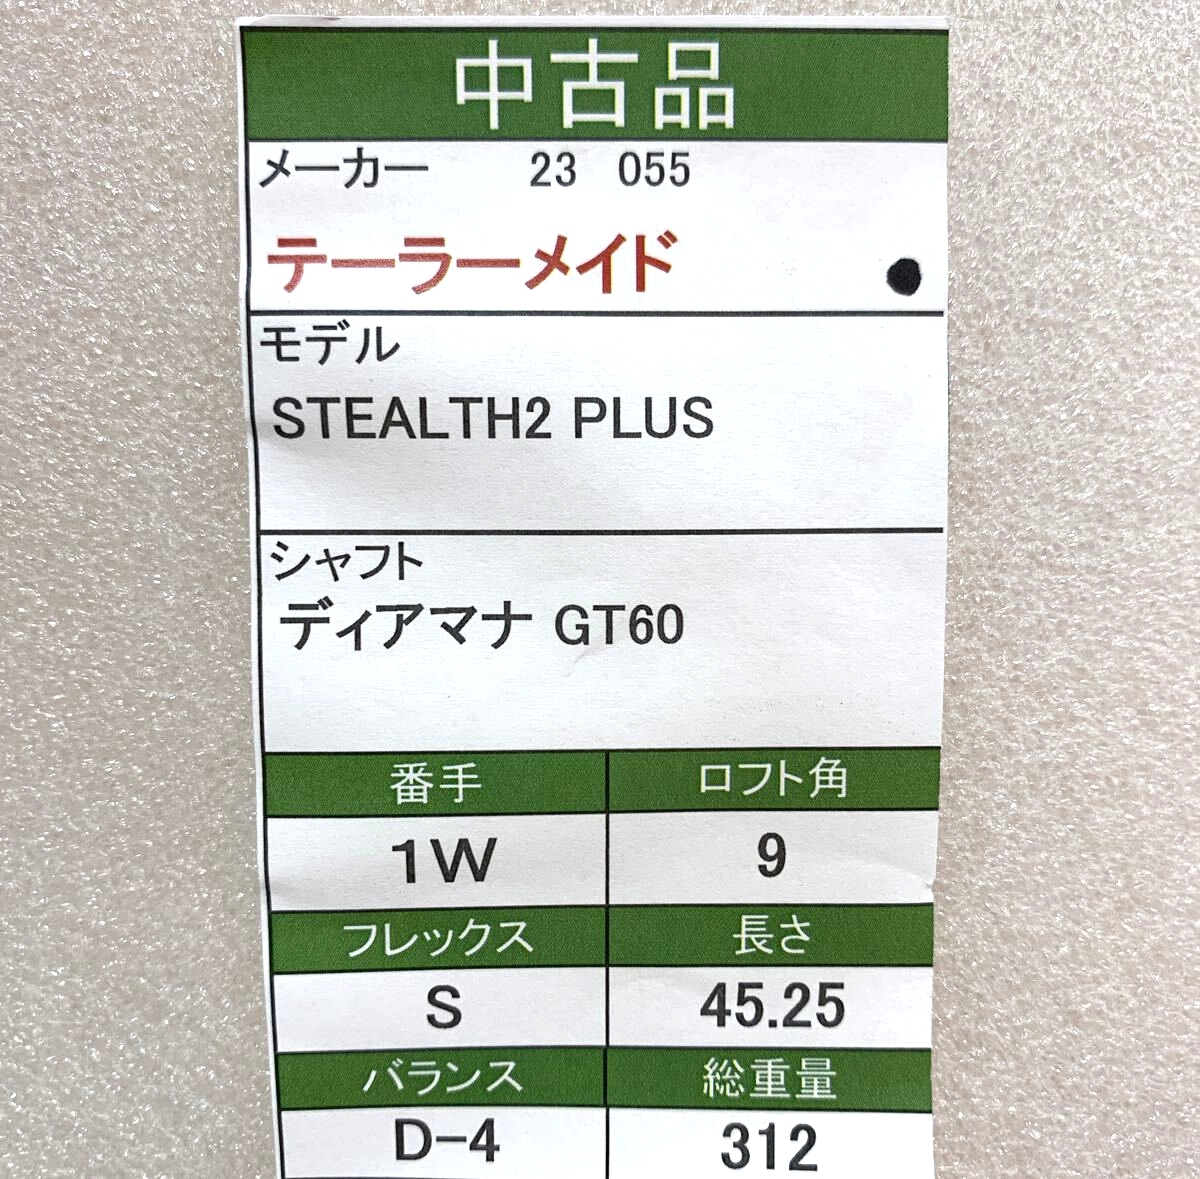 中古品
メーカー 23 055
テーラーメイド
モデル
STEALTH2 PLUS
シャフト
ディアマナ GT60
番手 ロフト角
1W 9
フレックス 長さ
S 45.25
バランス 総重量
D-4 312